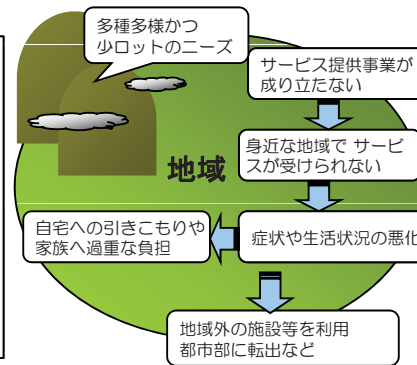 多種多様かつ
少ロットのニーズ
サービス提供事業が
成り立たない
身近な地域で サービ
スが受けられない
地域
自宅への引きこもりや
家族へ過重な負担
症状や生活状況の悪化
地域外の施設等を利用
都市部に転出など